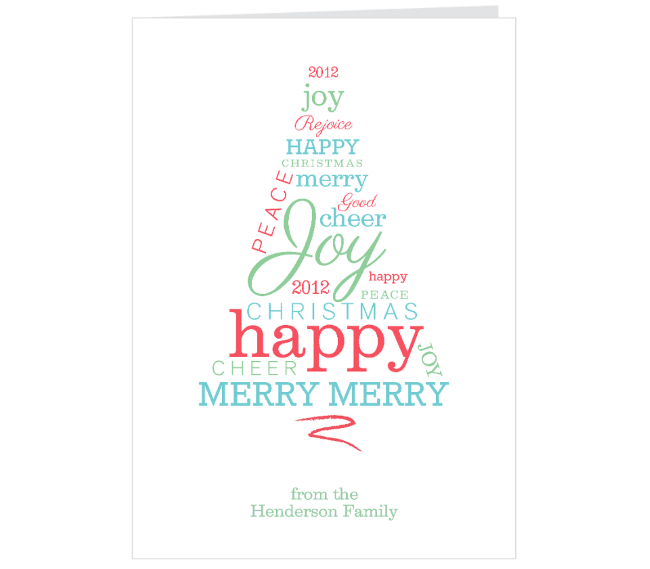 2012
joy
Rejoice
HAPPY
CHRISTMAS
PEACE
merry
Good
cheer
Joy
happy
2012
PEACE
CHRISTMAS
happy
JOY
CHEER
MERRY MERRY
from the
Henderson Family